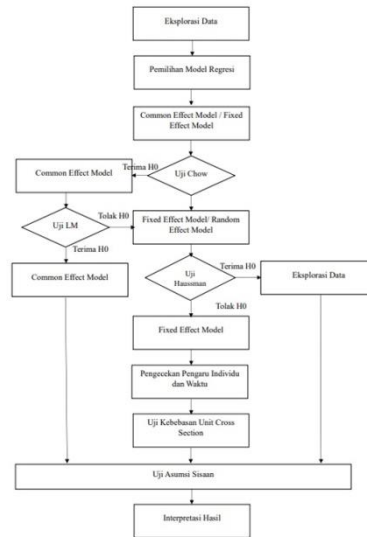 Eksplorasi Data
Pemilihan Model Regresi
Common Effect Model / Fixed
Effect Model
Terima H0
Common Effect Model
Uji Chow
Tolak H0
Uji LM
Fixed Effect Model/ Random
Effect Model
Terima H0
Common Effect Model
Uji
Haussman
Terima H0
Eksplorasi Data
Tolak H0
Fixed Effect Model
Pengecekan Pengaru Individu
dan Waktu
Uji Kebebasan Unit Cross
Section
Uji Asumsi Sisaan
Interpretasi Hasil